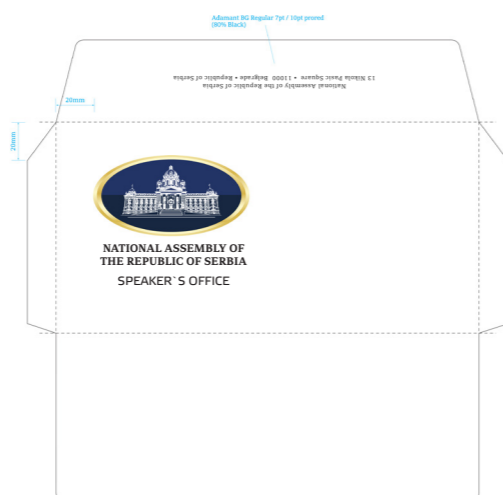 Adamant BG Regular 7pt / 10pt prored
(80% Black)
National Assembly of the Republic of Serbia
13 Nikola Pasic Square • 11000 Belgrade • Republic of Serbia
20mm
20mm
NATIONAL ASSEMBLY OF
THE REPUBLIC OF SERBIA
SPEAKER`S OFFICE